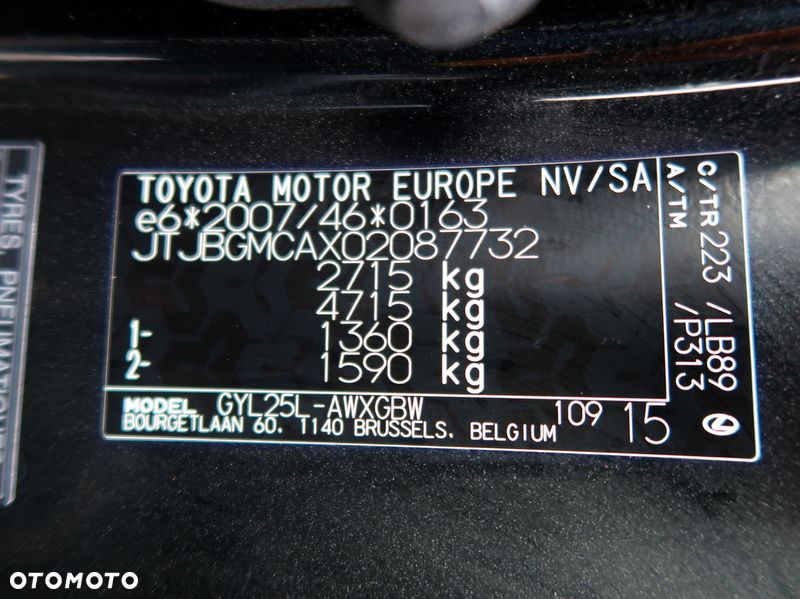 TOYOTA MOTOR EUROPE NV/SA
e6*2007/46*0163
JTJBGMCAX02087732
2715 kg
4715 kg
1- 1360 kg
2- 1590 kg
MODEL GYL25L-AWXGBW
BOURGETLAAN 60, 1140 BRUSSELS, BELGIUM
109 15
C/TR 223 /LB89
A/TM /P313
TYRES, PNEUMATIQUE
OTOMOTO